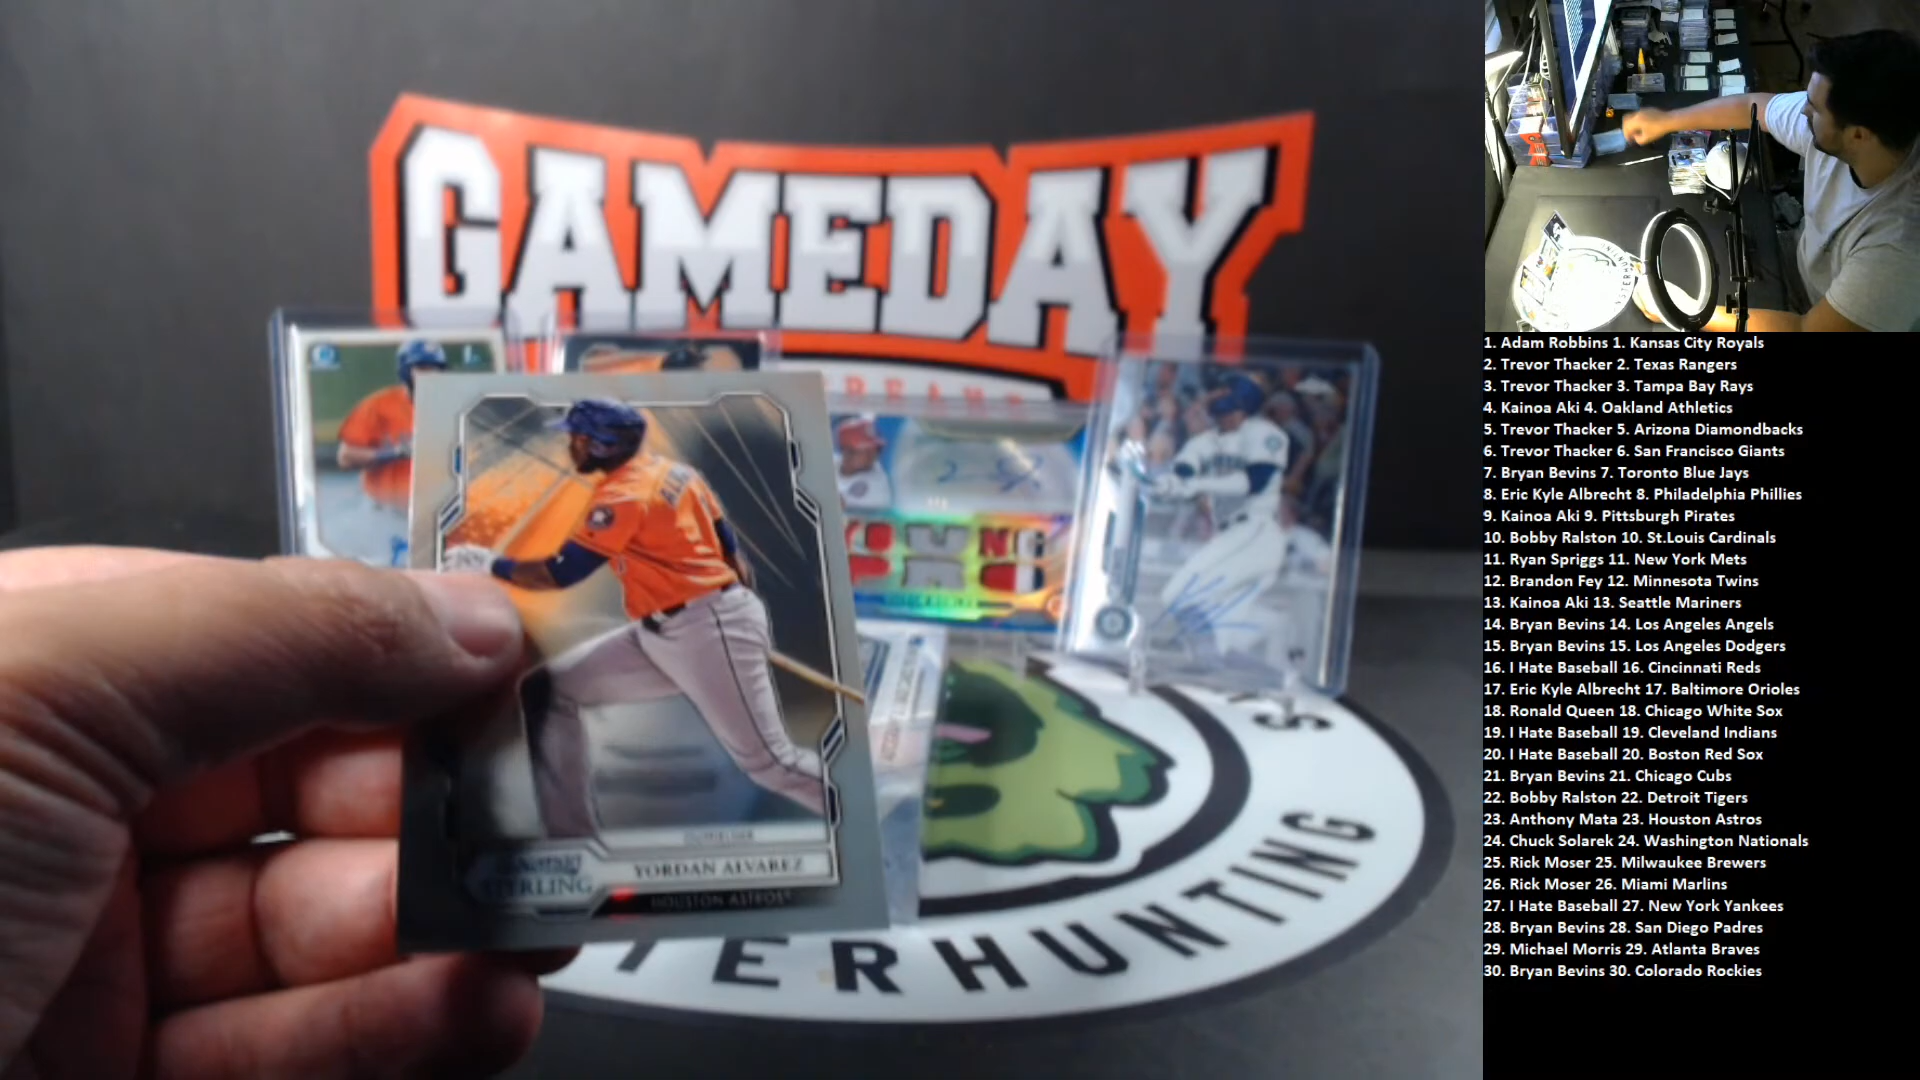 GAMEDAY
BREAKS
YORDAN ALVAREZ
STERLING
HOUSTON ASTROS
STERHUNTING
1. Adam Robbins 1. Kansas City Royals
2. Trevor Thacker 2. Texas Rangers
3. Trevor Thacker 3. Tampa Bay Rays
4. Kainoa Aki 4. Oakland Athletics
5. Trevor Thacker 5. Arizona Diamondbacks
6. Trevor Thacker 6. San Francisco Giants
7. Bryan Bevins 7. Toronto Blue Jays
8. Eric Kyle Albrecht 8. Philadelphia Phillies
9. Kainoa Aki 9. Pittsburgh Pirates
10. Bobby Ralston 10. St.Louis Cardinals
11. Ryan Spriggs 11. New York Mets
12. Brandon Fey 12. Minnesota Twins
13. Kainoa Aki 13. Seattle Mariners
14. Bryan Bevins 14. Los Angeles Angels
15. Bryan Bevins 15. Los Angeles Dodgers
16. I Hate Baseball 16. Cincinnati Reds
17. Eric Kyle Albrecht 17. Baltimore Orioles
18. Ronald Queen 18. Chicago White Sox
19. I Hate Baseball 19. Cleveland Indians
20. I Hate Baseball 20. Boston Red Sox
21. Bryan Bevins 21. Chicago Cubs
22. Bobby Ralston 22. Detroit Tigers
23. Anthony Mata 23. Houston Astros
24. Chuck Solarek 24. Washington Nationals
25. Rick Moser 25. Milwaukee Brewers
26. Rick Moser 26. Miami Marlins
27. I Hate Baseball 27. New York Yankees
28. Bryan Bevins 28. San Diego Padres
29. Michael Morris 29. Atlanta Braves
30. Bryan Bevins 30. Colorado Rockies